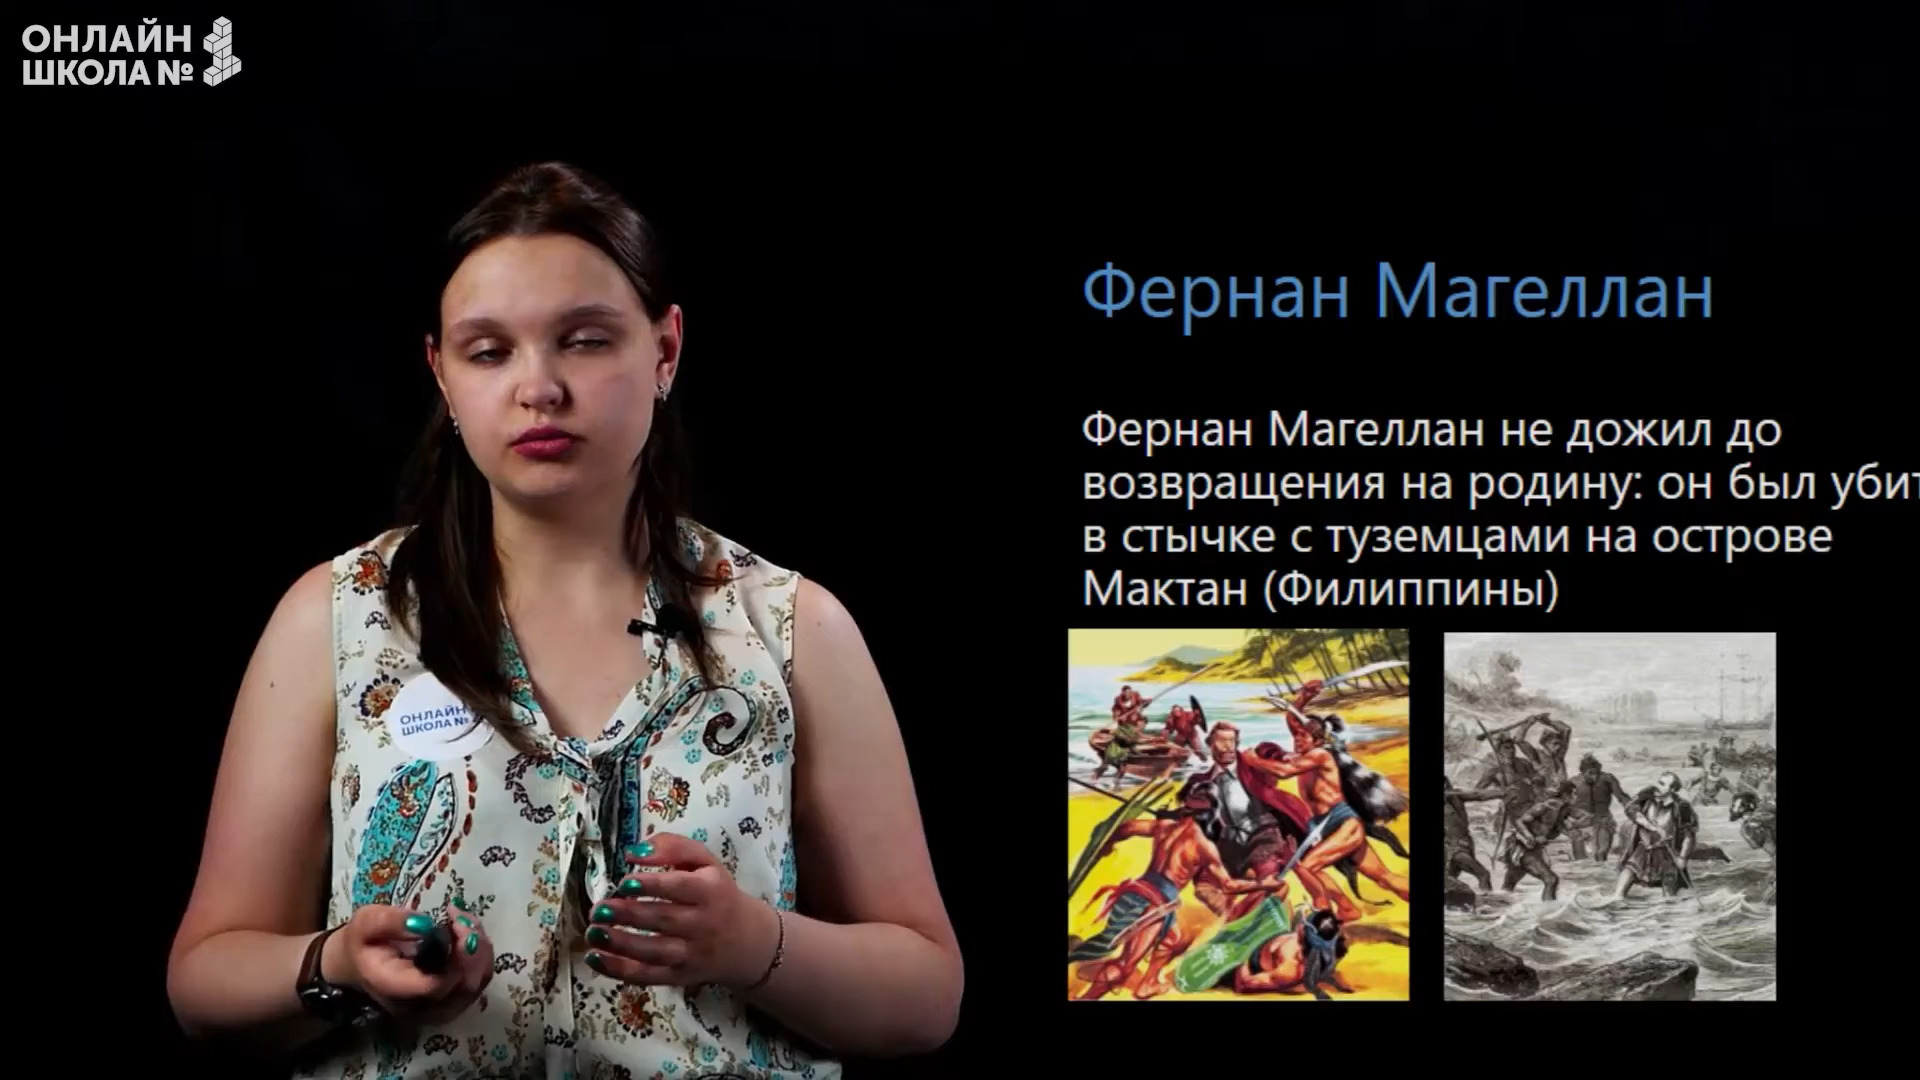 ОНЛАЙН
ШКОЛА №
Фернан Магеллан
Фернан Магеллан не дожил до
возвращения на родину: он был убит
в стычке с туземцами на острове
Мактан (Филиппины)
ОНЛАЙН
ШКОЛА №